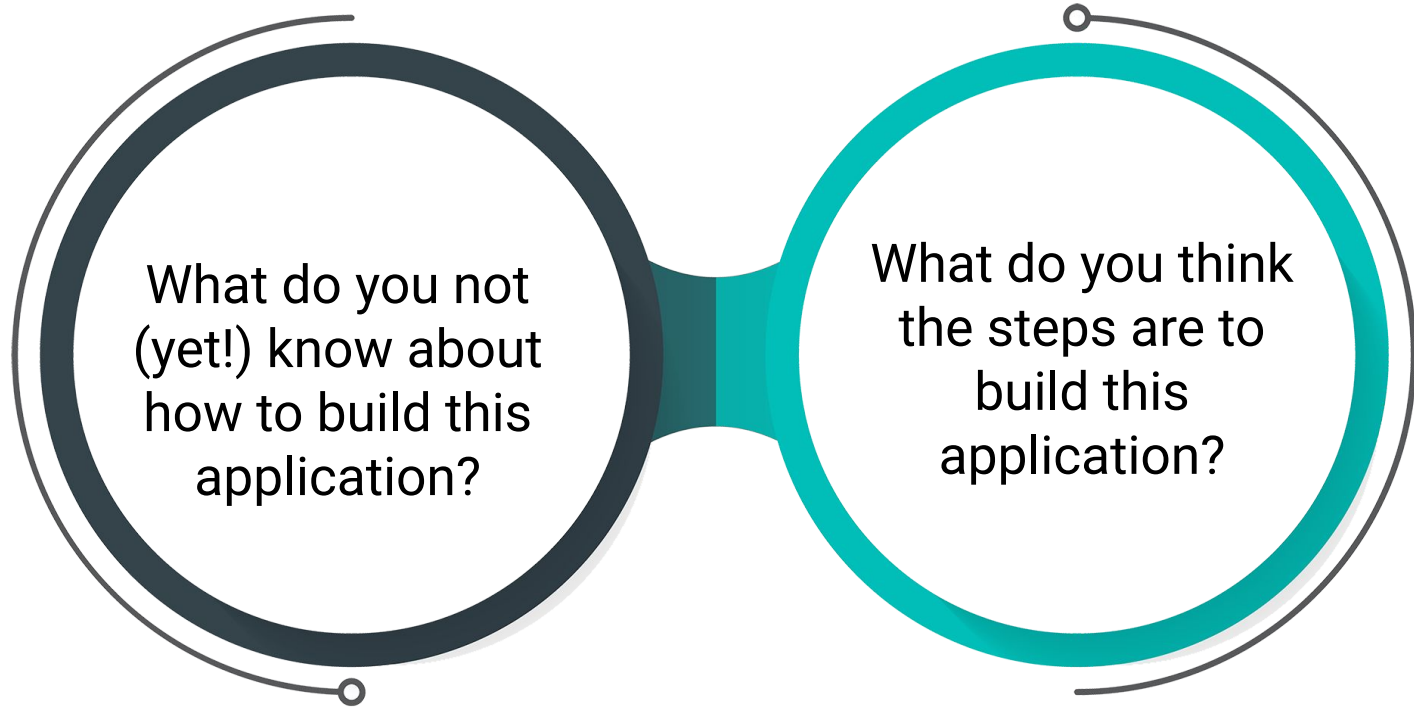 What do you not
(yet!) know about
how to build this
application?
What do you think
the steps are to
build this
application?